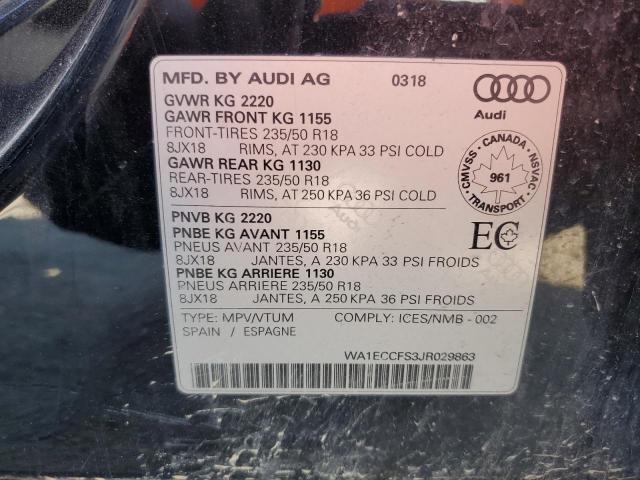 MFD. BY AUDI AG 0318
Audi
GVWR KG 2220
GAWR FRONT KG 1155
FRONT-TIRES 235/50 R18
8JX18 RIMS, AT 230 KPA 33 PSI COLD
GAWR REAR KG 1130
REAR-TIRES 235/50 R18
8JX18 RIMS, AT 250 KPA 36 PSI COLD
CMVSS - CANADA - NSVAC
961
TRANSPORT
PNVB KG 2220
PNBE KG AVANT 1155
PNEUS AVANT 235/50 R18
8JX18 JANTES, A 230 KPA 33 PSI FROIDS
PNBE KG ARRIERE 1130
PNEUS ARRIERE 235/50 R18
8JX18 JANTES, A 250 KPA 36 PSI FROIDS
EC
TYPE: MPV/VTUM COMPLY: ICES/NMB - 002
SPAIN / ESPAGNE
WA1ECCFS3JR029863